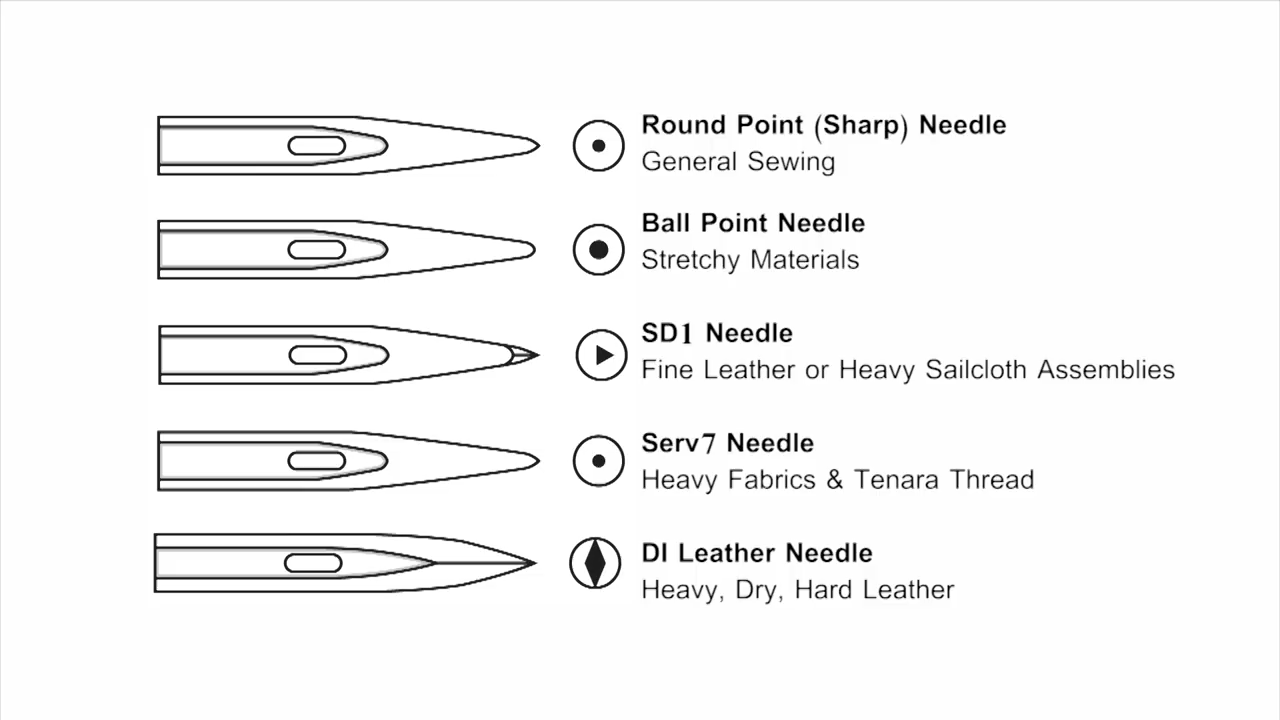 Round Point (Sharp) Needle
General Sewing
Ball Point Needle
Stretchy Materials
SD1 Needle
Fine Leather or Heavy Sailcloth Assemblies
Serv7 Needle
Heavy Fabrics & Tenara Thread
DI Leather Needle
Heavy, Dry, Hard Leather